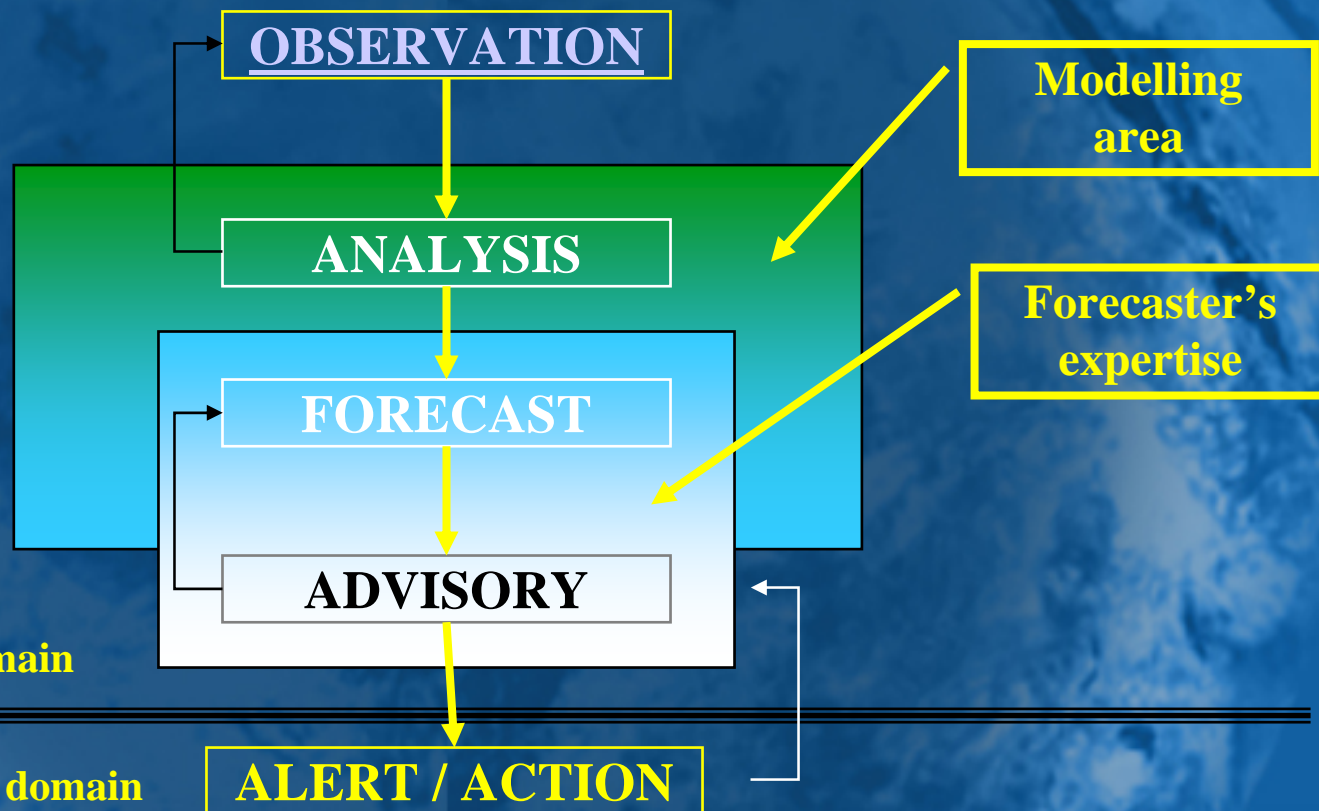 OBSERVATION
Modelling
area
ANALYSIS
Forecaster’s
expertise
FORECAST
ADVISORY
domain
ALERT / ACTION